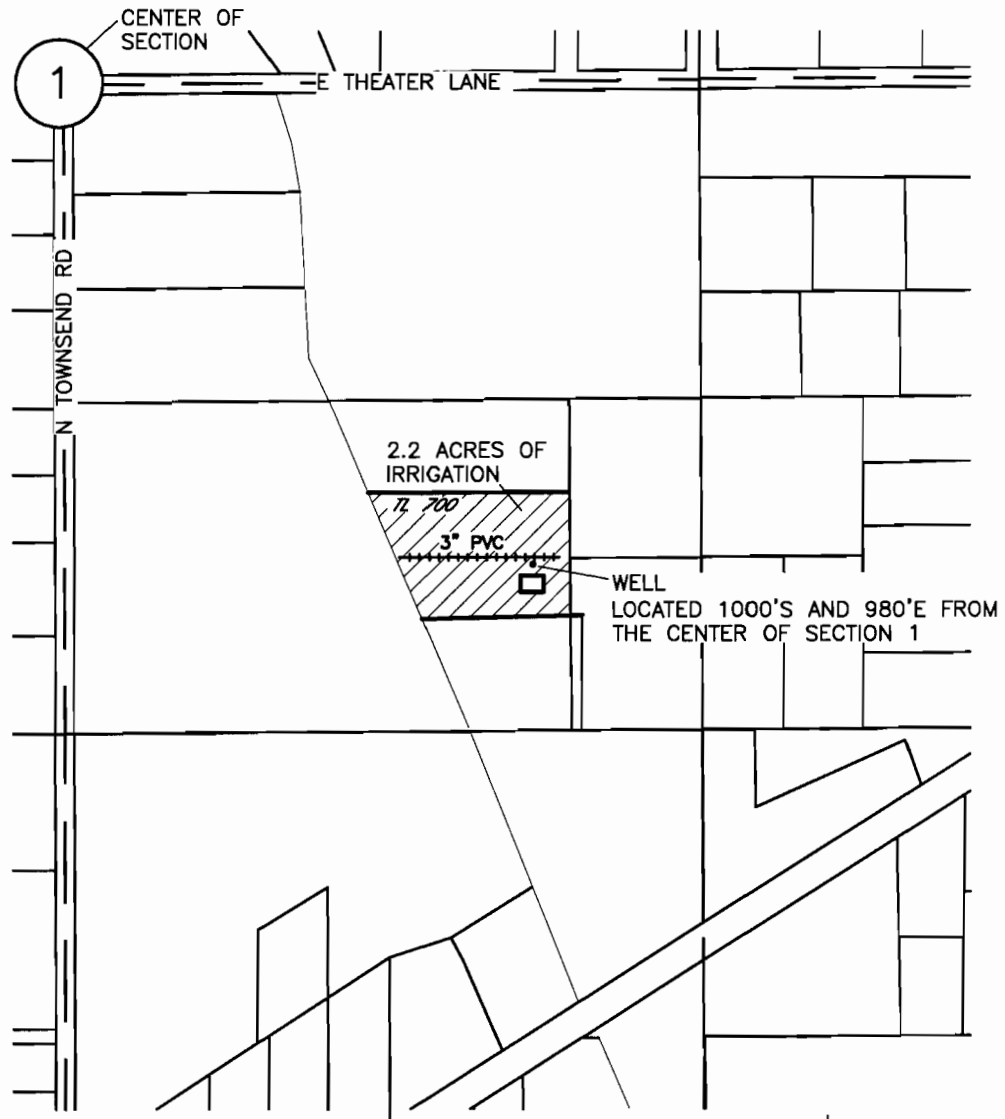 CENTER OF
SECTION
1
E THEATER LANE
N TOWNSEND RD
2.2 ACRES OF
IRRIGATION
TL 700
3" PVC
WELL
LOCATED 1000'S AND 980'E FROM
THE CENTER OF SECTION 1